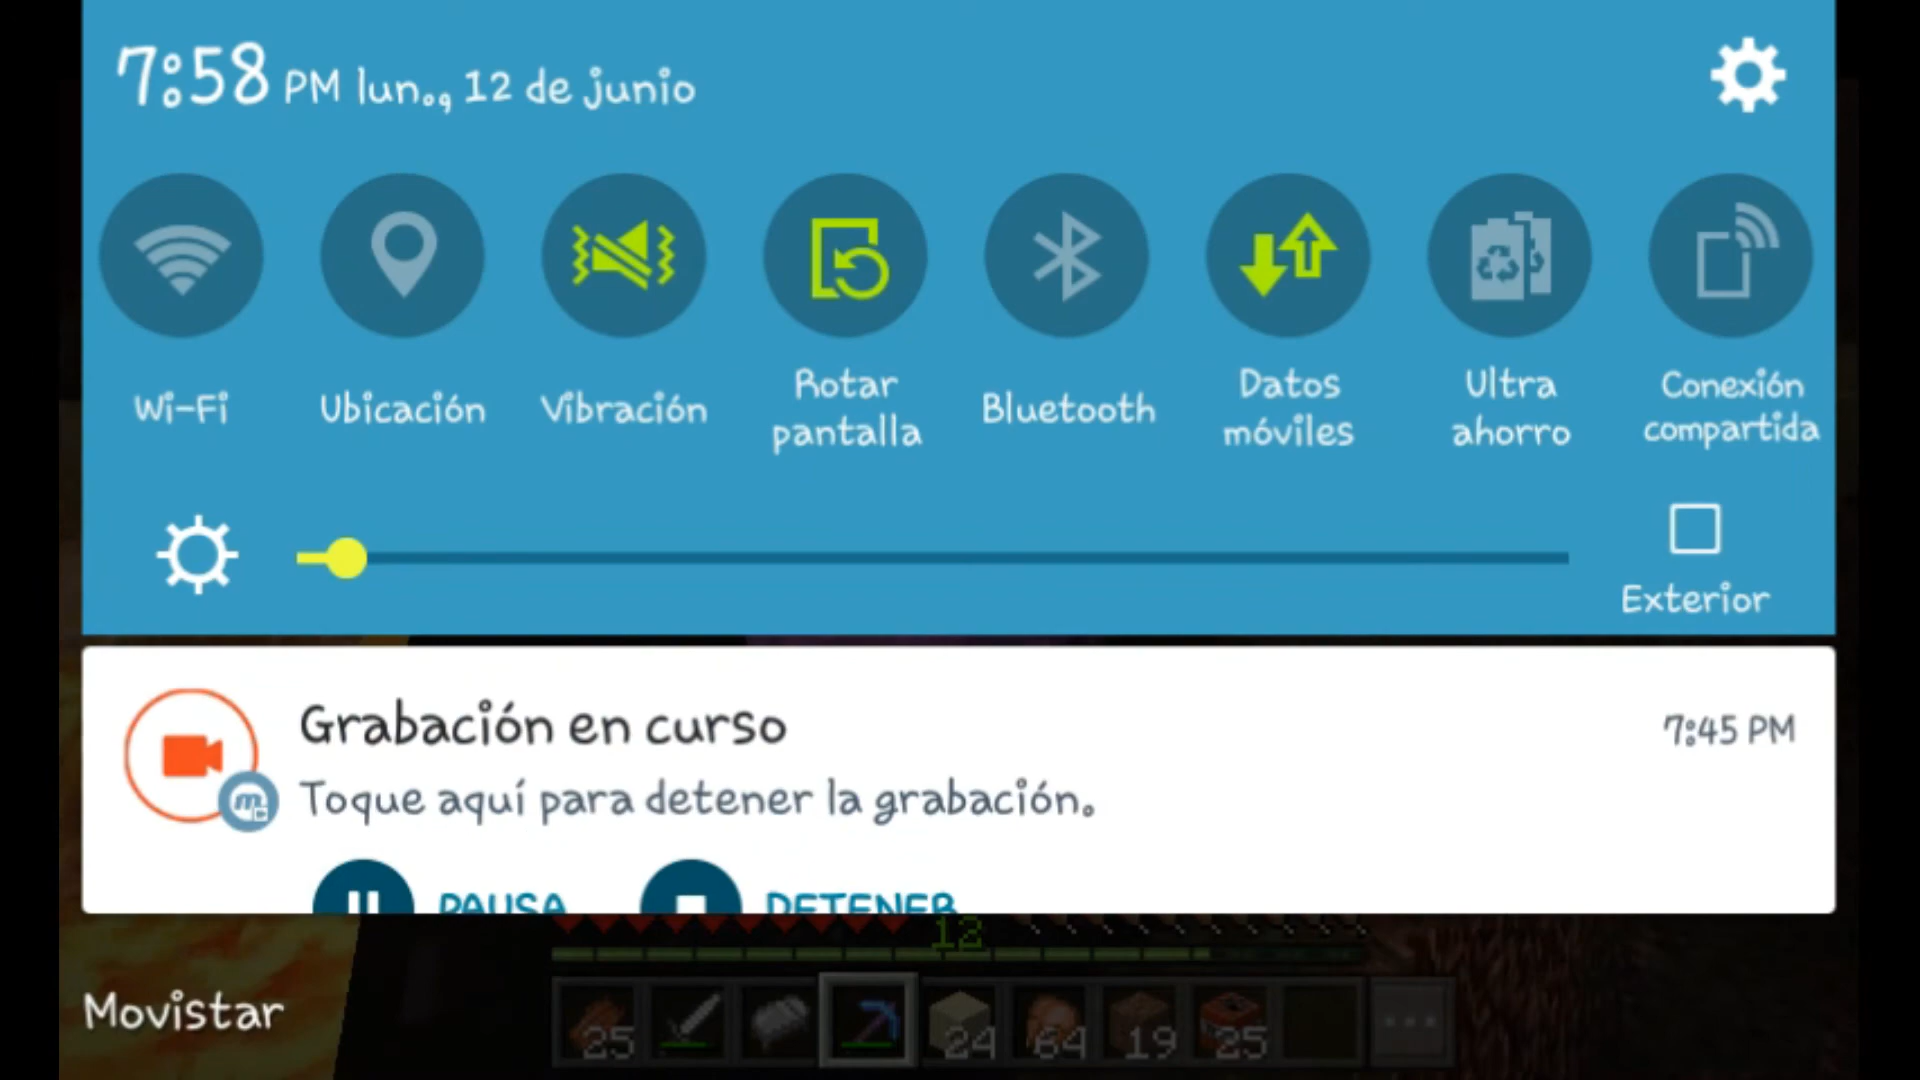 7:58 PM lun., 12 de junio
Wi-Fi
Ubicación
Vibración
Rotar
pantalla
Bluetooth
Datos
móviles
Ultra
ahorro
Conexión
compartida
Exterior
Grabación en curso
7:45 PM
Toque aquí para detener la grabación.
PAUSA
DETENER
12
25
24
64
19
25
Movistar